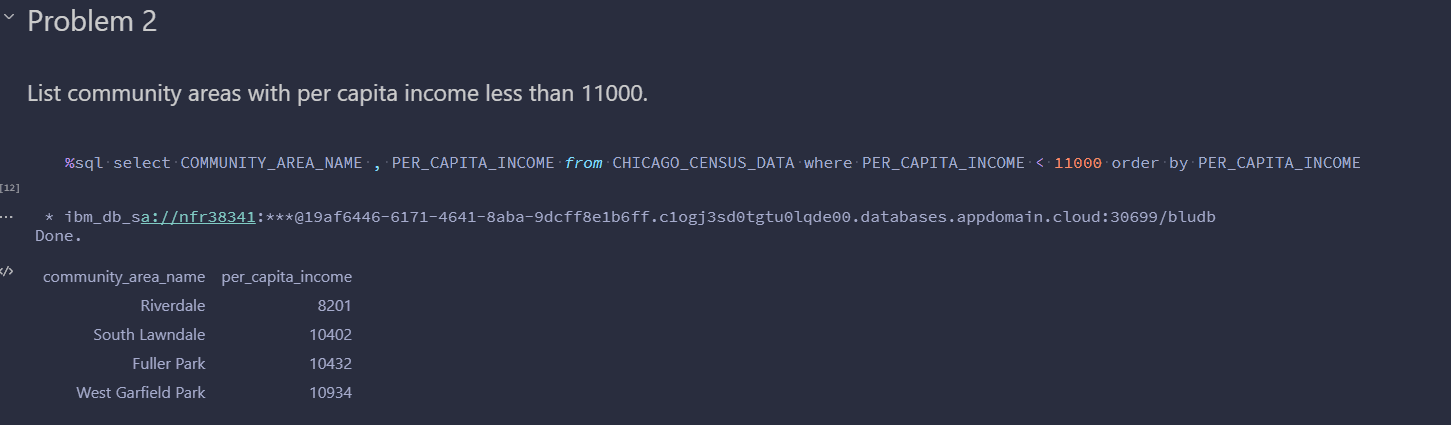 Problem 2
List community areas with per capita income less than 11000.
%sql select COMMUNITY_AREA_NAME , PER_CAPITA_INCOME from CHICAGO_CENSUS_DATA where PER_CAPITA_INCOME < 11000 order by PER_CAPITA_INCOME
[12]
... * ibm_db_sa://nfr38341:***@19af6446-6171-4641-8aba-9dcff8e1b6ff.c1ogj3sd0tgtu0lqde00.databases.appdomain.cloud:30699/bludb
Done.
</> community_area_name per_capita_income
Riverdale 8201
South Lawndale 10402
Fuller Park 10432
West Garfield Park 10934